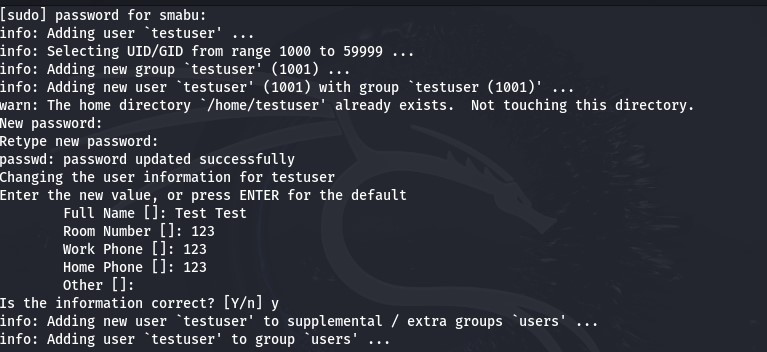 [sudo] password for smabu:
info: Adding user `testuser' ...
info: Selecting UID/GID from range 1000 to 59999 ...
info: Adding new group `testuser' (1001) ...
info: Adding new user `testuser' (1001) with group `testuser (1001)' ...
warn: The home directory `/home/testuser' already exists.  Not touching this directory.
New password:
Retype new password:
passwd: password updated successfully
Changing the user information for testuser
Enter the new value, or press ENTER for the default
        Full Name []: Test Test
        Room Number []: 123
        Work Phone []: 123
        Home Phone []: 123
        Other []:
Is the information correct? [Y/n] y
info: Adding new user `testuser' to supplemental / extra groups `users' ...
info: Adding user `testuser' to group `users' ...